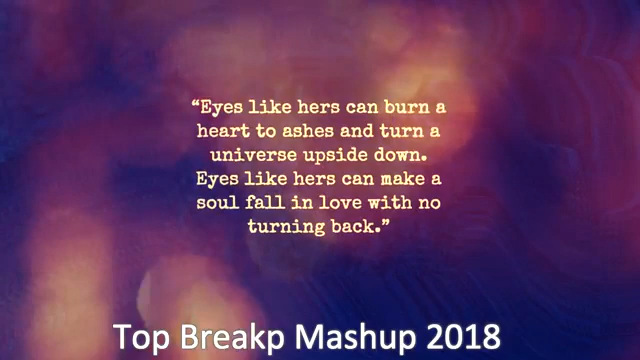 “Eyes like hers can burn a
heart to ashes and turn a
universe upside down.
Eyes like hers can make a
soul fall in love with no
turning back.”
Top Breakp Mashup 2018